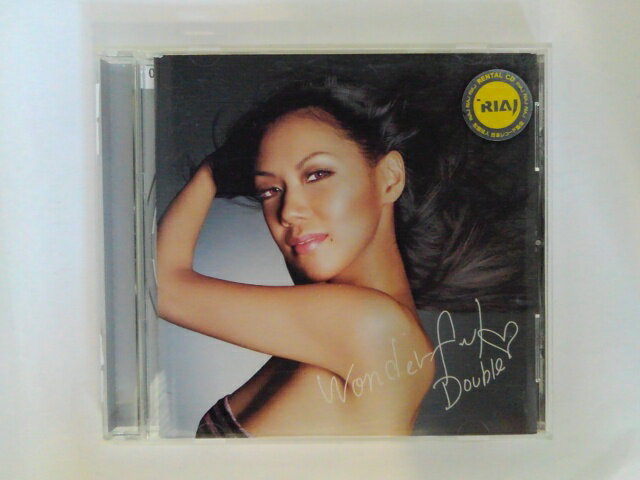 RENTAL CD
RIAJ
Wonderful
Double